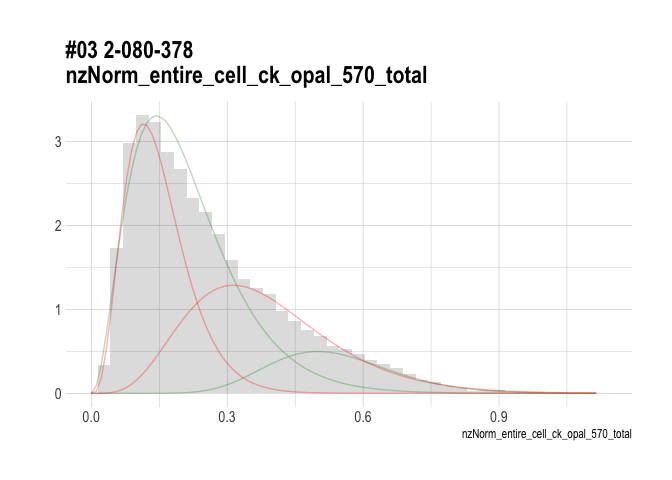 #03 2-080-378
nzNorm_entire_cell_ck_opal_570_total
3
2
1
0
0.0 0.3 0.6 0.9
nzNorm_entire_cell_ck_opal_570_total